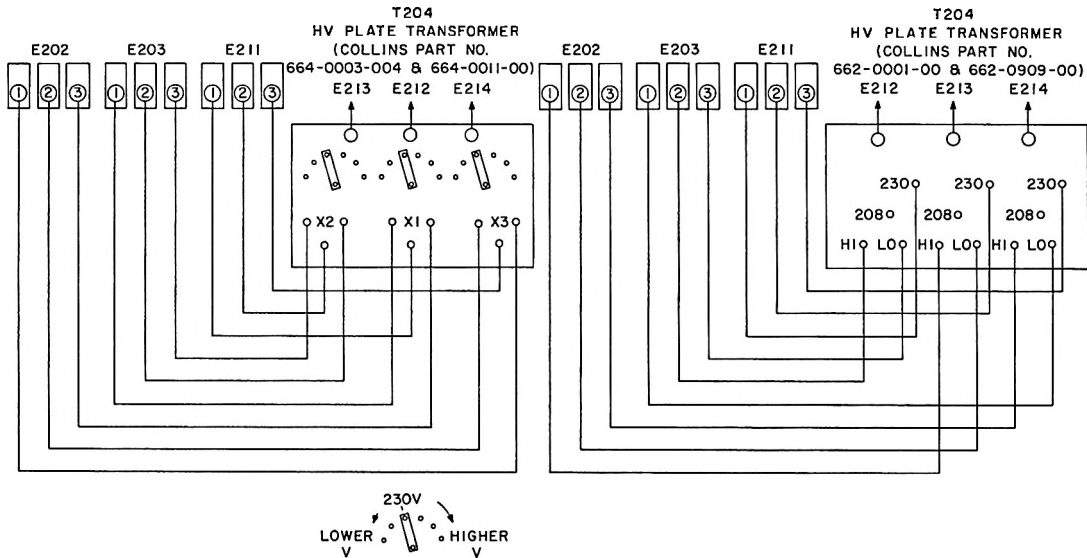 T204
HV PLATE TRANSFORMER
(COLLINS PART NO.
664-0003-004 & 664-0011-00)
E202 E203 E211
① ② ③ ① ② ③ ① ② ③
E213 E212 E214
X2 X1 X3
T204
HV PLATE TRANSFORMER
(COLLINS PART NO.
662-0001-00 & 662-0909-00)
E202 E203 E211
① ② ③ ① ② ③ ① ② ③
E212 E213 E214
230 230 230
208 208 208
HI LO HI LO HI LO
230V
LOWER HIGHER
V V